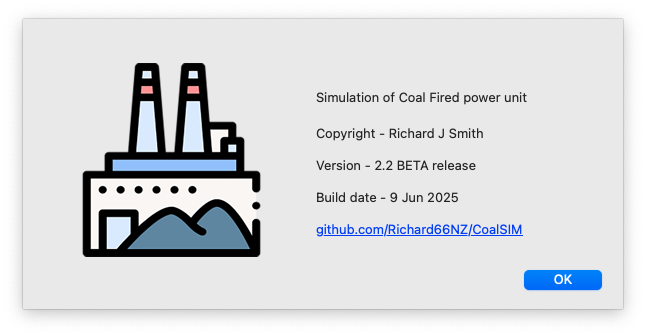 Simulation of Coal Fired power unit
Copyright - Richard J Smith
Version - 2.2 BETA release
Build date - 9 Jun 2025
github.com/Richard66NZ/CoalSIM
OK